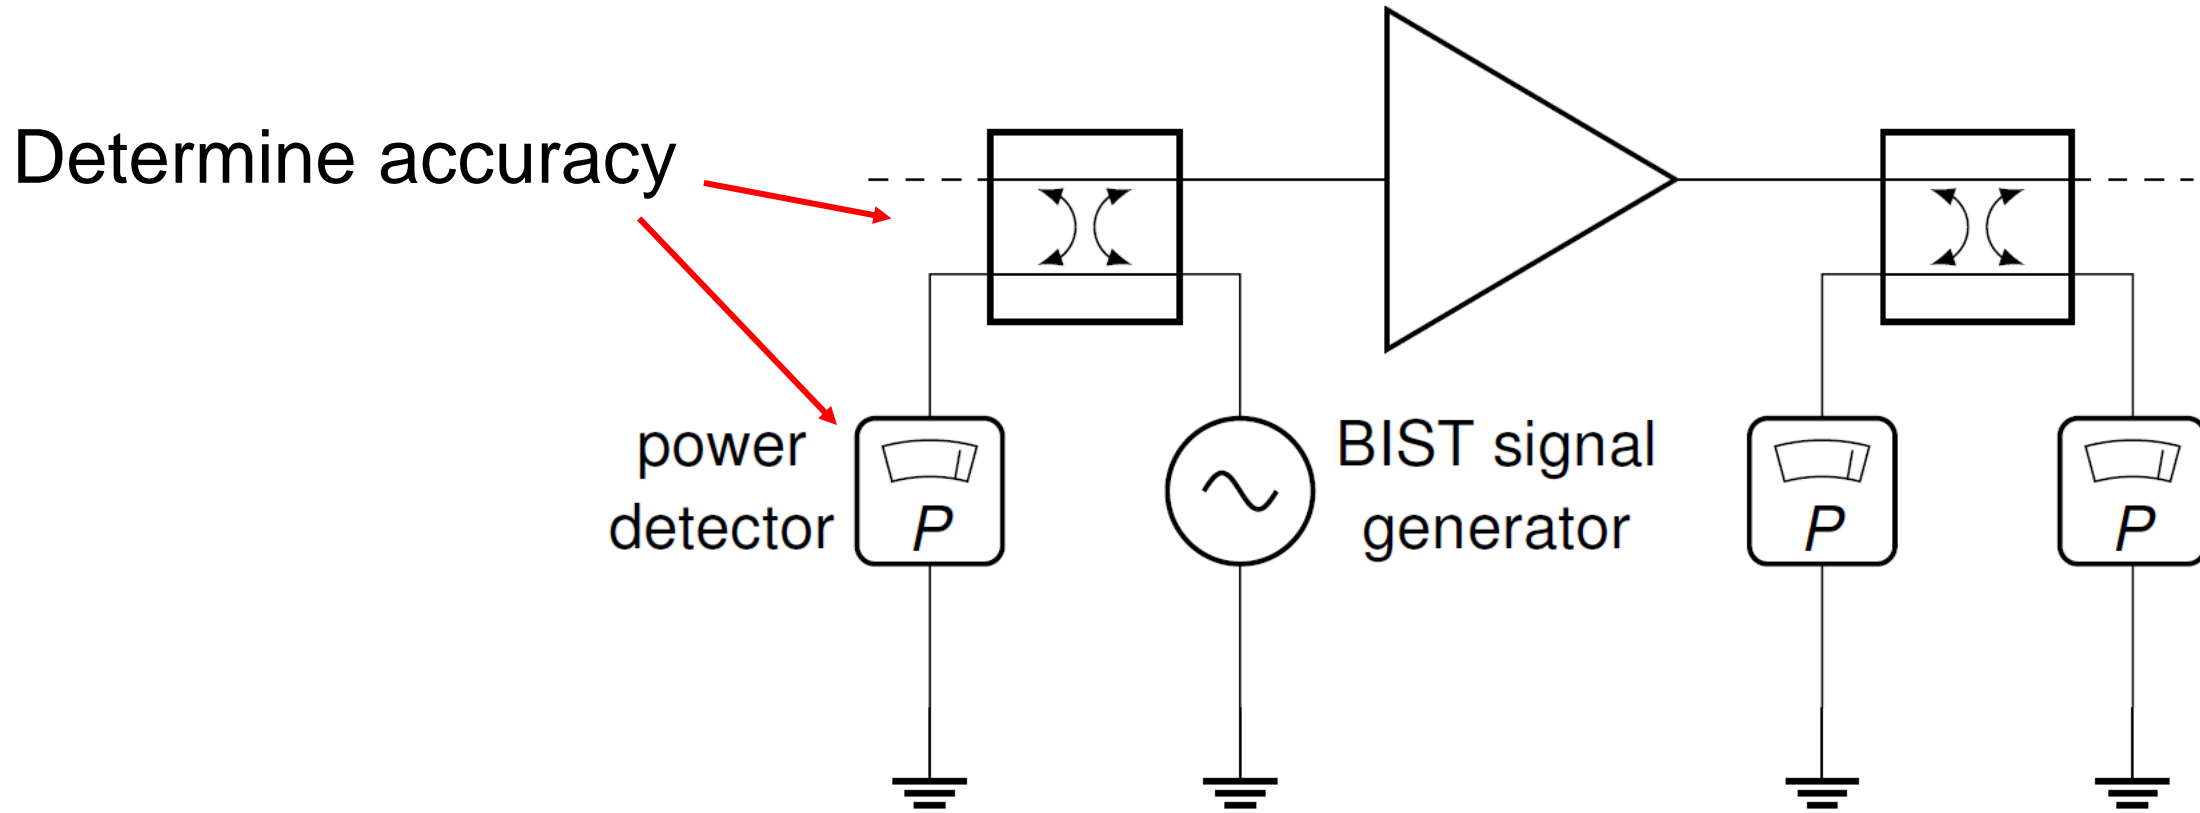 Determine accuracy
power
detector
P
BIST signal
generator
P
P